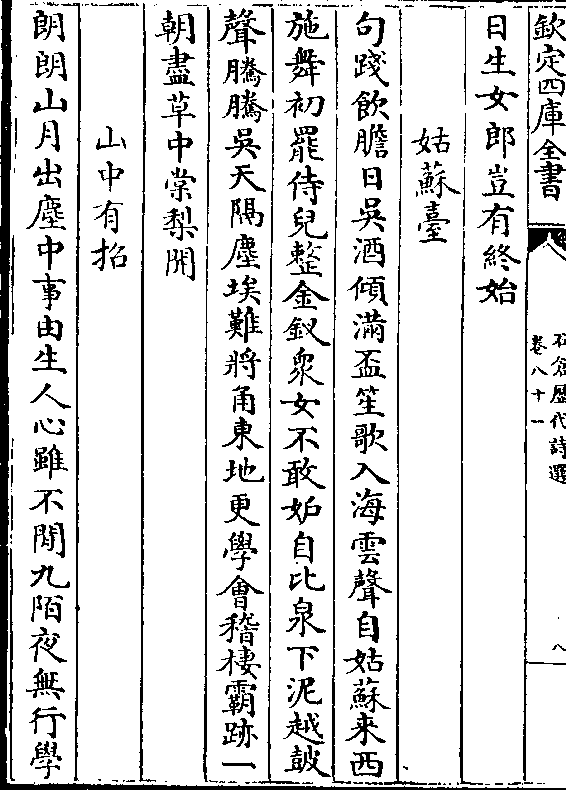 欽定四庫全書
石倉歷代詩選
卷八十一
八
日生女郎豈有終始
姑蘇臺
句踐飲膽日吳酒傾滿盃笙歌入海雲聲自姑蘇來西
施舞初罷侍兒整金釵衆女不敢妒自比泉下泥越鼓
聲騰騰吳天隔塵埃難將甬東地更學會稽棲霸跡一
朝盡草中棠梨開
山中有招
朗朗山月出塵中事由生人心雖不閒九陌夜無行學